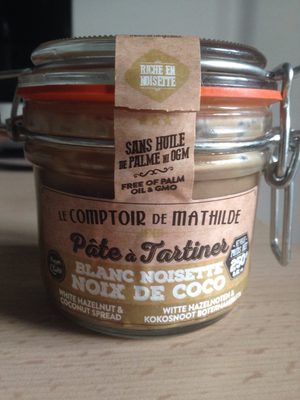 RICHE EN
NOISETTE
SANS HUILE
DE PALME NI OGM
FREE OF PALM
OIL & GMO
LE COMPTOIR DE MATHILDE
Pâte à Tartiner
BLANC NOISETTE
NOIX DE COCO
WHITE HAZELNUT &
COCONUT SPREAD
WITTE HAZELNOTEN &
KOKOSNOOT